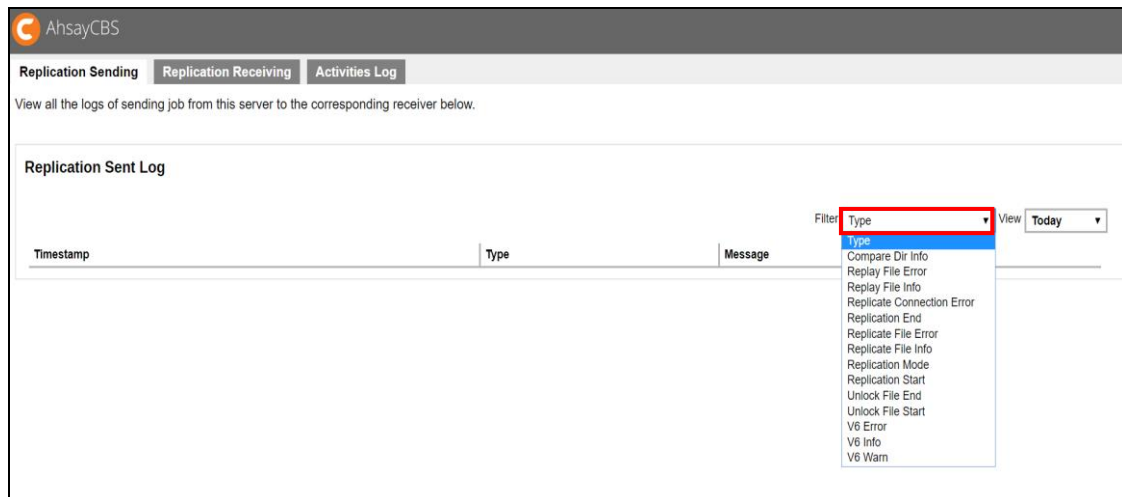 AhsayCBS
Replication Sending Replication Receiving Activities Log
View all the logs of sending job from this server to the corresponding receiver below.
Replication Sent Log
Filter Type View Today
Timestamp Type Message
Type
Compare Dir Info
Replay File Error
Replay File Info
Replicate Connection Error
Replication End
Replicate File Error
Replicate File Info
Replication Mode
Replication Start
Unlock File End
Unlock File Start
V6 Error
V6 Info
V6 Warn